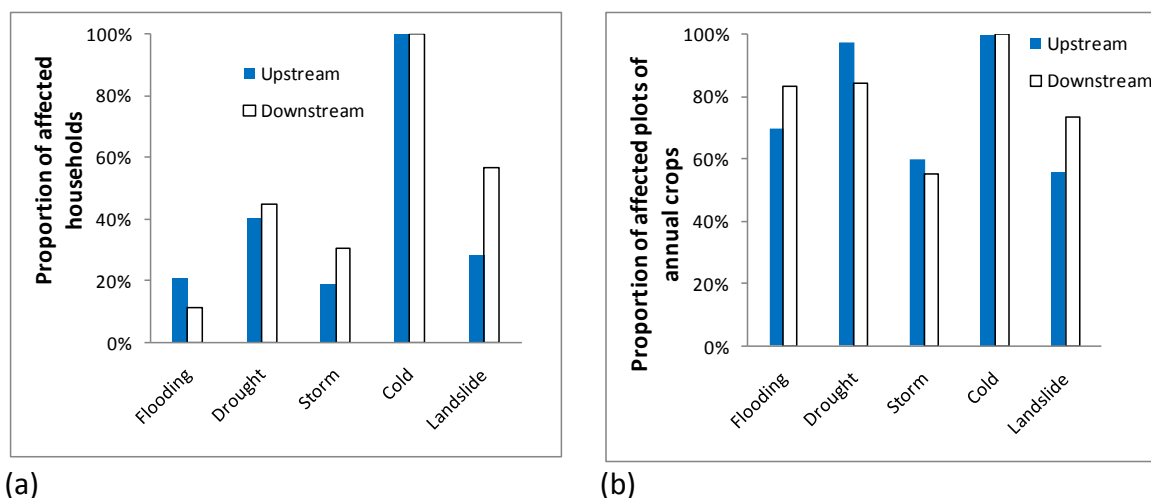 Proportion of affected
households
100%
80%
60%
40%
20%
0%
Upstream
Downstream
Flooding
Drought
Storm
Cold
Landslide
(a)
Proportion of affected plots of
annual crops
100%
80%
60%
40%
20%
0%
Upstream
Downstream
Flooding
Drought
Storm
Cold
Landslide
(b)